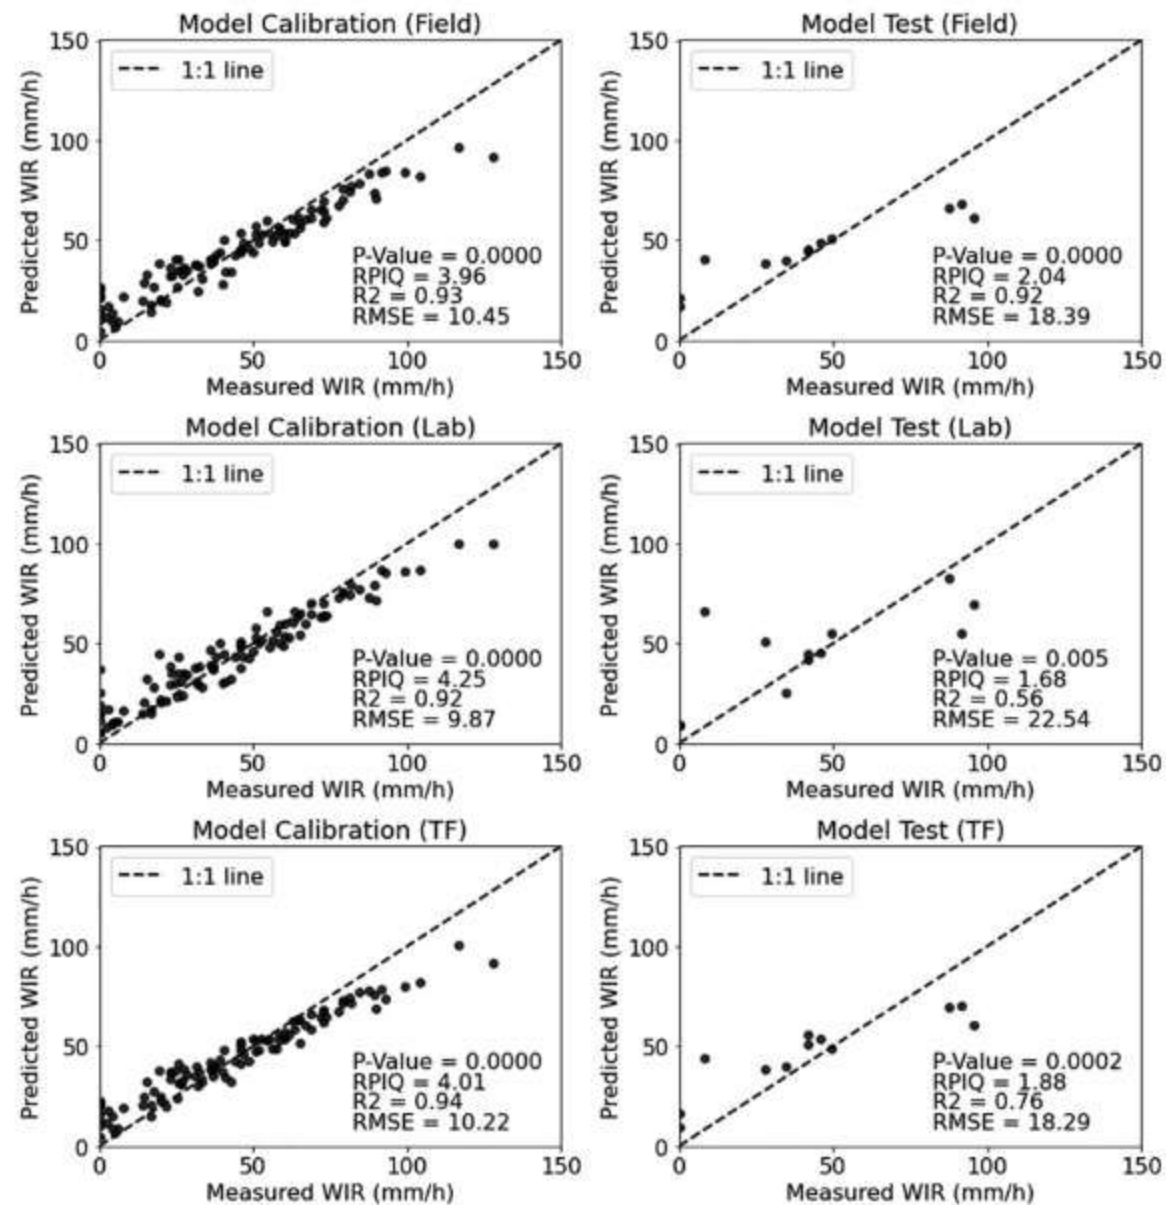 Model Calibration (Field)
150
100
50
0
Predicted WIR (mm/h)
1:1 line
P-Value = 0.0000
RPIQ = 3.96
R2 = 0.93
RMSE = 10.45
0 50 100 150
Measured WIR (mm/h)
Model Test (Field)
150
100
50
0
Predicted WIR (mm/h)
1:1 line
P-Value = 0.0000
RPIQ = 2.04
R2 = 0.92
RMSE = 18.39
0 50 100 150
Measured WIR (mm/h)
Model Calibration (Lab)
150
100
50
0
Predicted WIR (mm/h)
1:1 line
P-Value = 0.0000
RPIQ = 4.25
R2 = 0.92
RMSE = 9.87
0 50 100 150
Measured WIR (mm/h)
Model Test (Lab)
150
100
50
0
Predicted WIR (mm/h)
1:1 line
P-Value = 0.005
RPIQ = 1.68
R2 = 0.56
RMSE = 22.54
0 50 100 150
Measured WIR (mm/h)
Model Calibration (TF)
150
100
50
0
Predicted WIR (mm/h)
1:1 line
P-Value = 0.0000
RPIQ = 4.01
R2 = 0.94
RMSE = 10.22
0 50 100 150
Measured WIR (mm/h)
Model Test (TF)
150
100
50
0
Predicted WIR (mm/h)
1:1 line
P-Value = 0.0002
RPIQ = 1.88
R2 = 0.76
RMSE = 18.29
0 50 100 150
Measured WIR (mm/h)